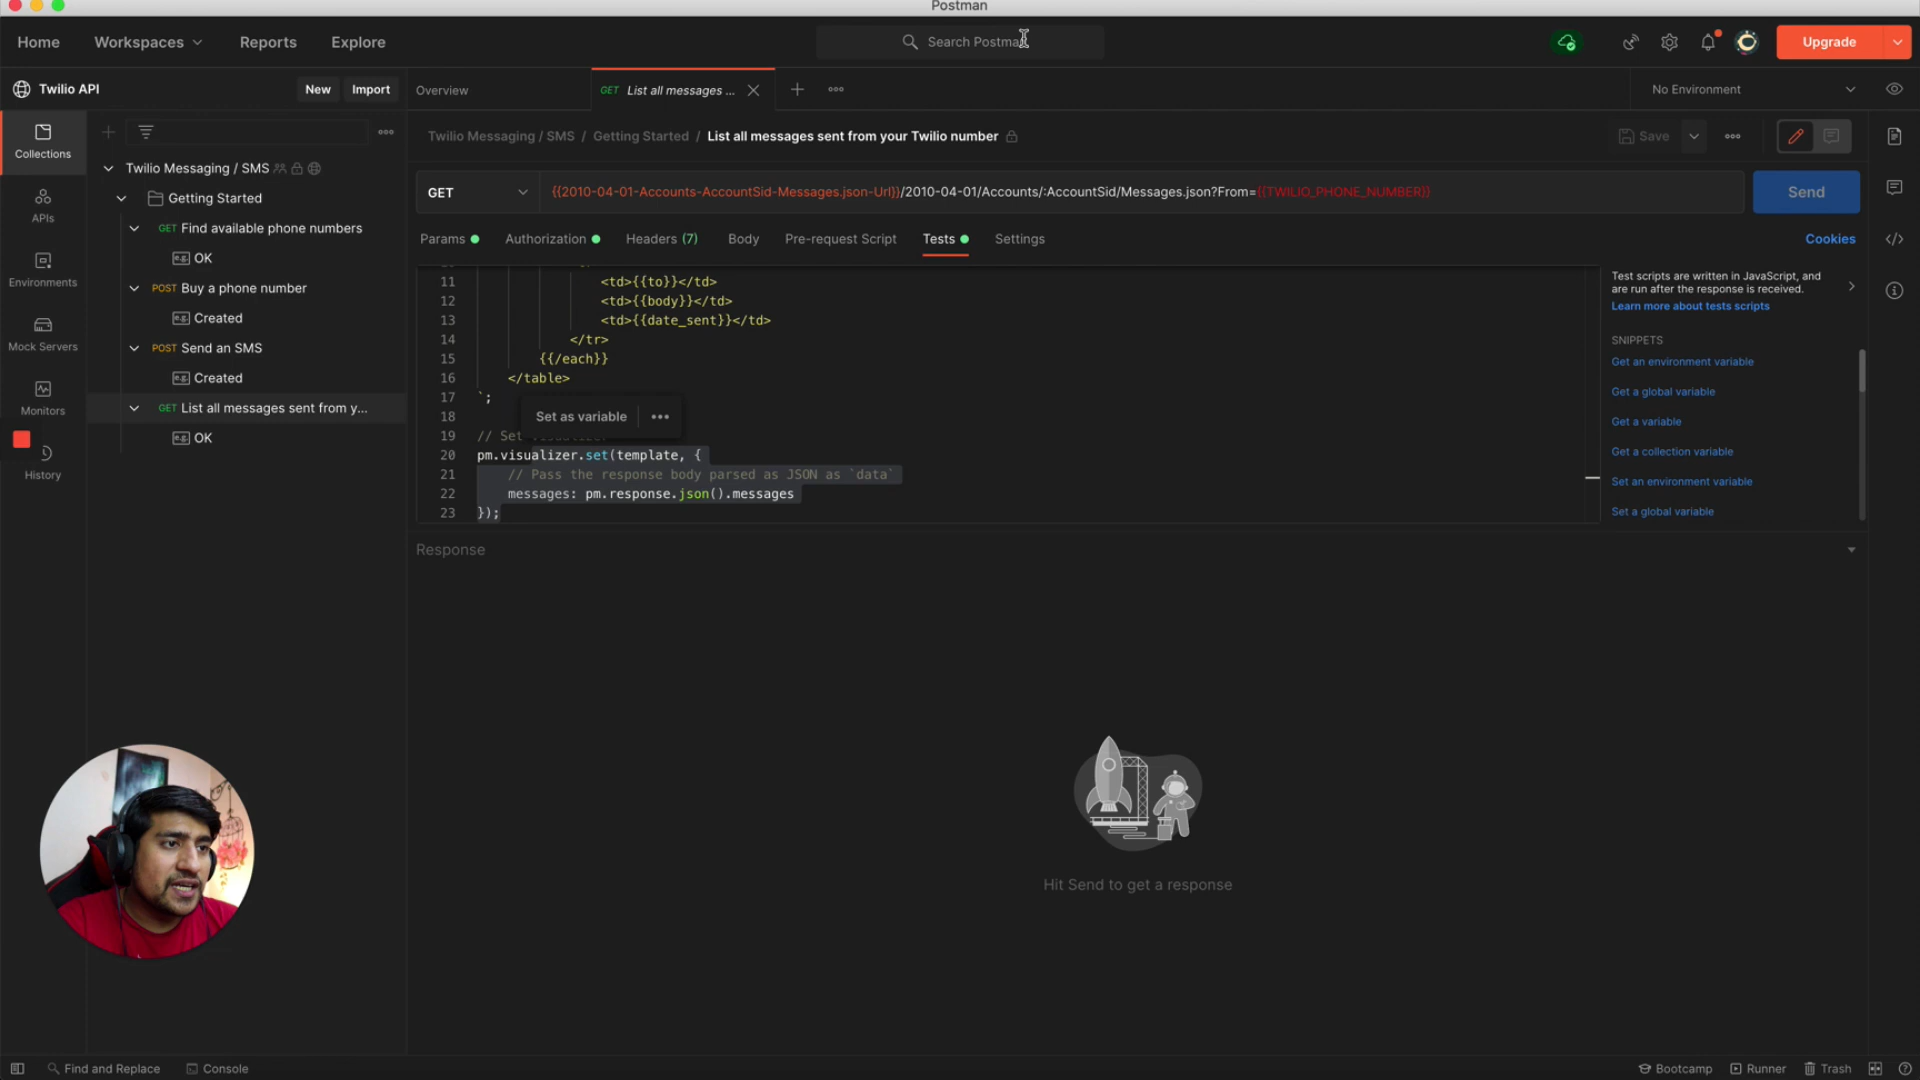 Postman
Home
Workspaces
Reports
Explore
Search Postman
Upgrade
Twilio API
New
Import
Overview
GET List all messages ...
No Environment
Collections
APIs
Environments
Mock Servers
Monitors
History
Twilio Messaging / SMS
Getting Started
GET Find available phone numbers
e.g. OK
POST Buy a phone number
e.g. Created
POST Send an SMS
e.g. Created
GET List all messages sent from y...
e.g. OK
Twilio Messaging / SMS / Getting Started / List all messages sent from your Twilio number
Save
GET
{{2010-04-01-Accounts-AccountSid-Messages.json-Url}}/2010-04-01/Accounts/:AccountSid/Messages.json?From={{TWILIO_PHONE_NUMBER}}
Send
Params
Authorization
Headers (7)
Body
Pre-request Script
Tests
Settings
Cookies
11 <td>{{to}}</td>
12 <td>{{body}}</td>
13 <td>{{date_sent}}</td>
14 </tr>
15 {{/each}}
16 </table>
17 `;
Set as variable
18
19 // Set
20 pm.visualizer.set(template, {
21 // Pass the response body parsed as JSON as `data`
22 messages: pm.response.json().messages
23 });
Test scripts are written in JavaScript, and
are run after the response is received.
Learn more about tests scripts
SNIPPETS
Get an environment variable
Get a global variable
Get a variable
Get a collection variable
Set an environment variable
Set a global variable
Response
Hit Send to get a response
Find and Replace
Console
Bootcamp
Runner
Trash